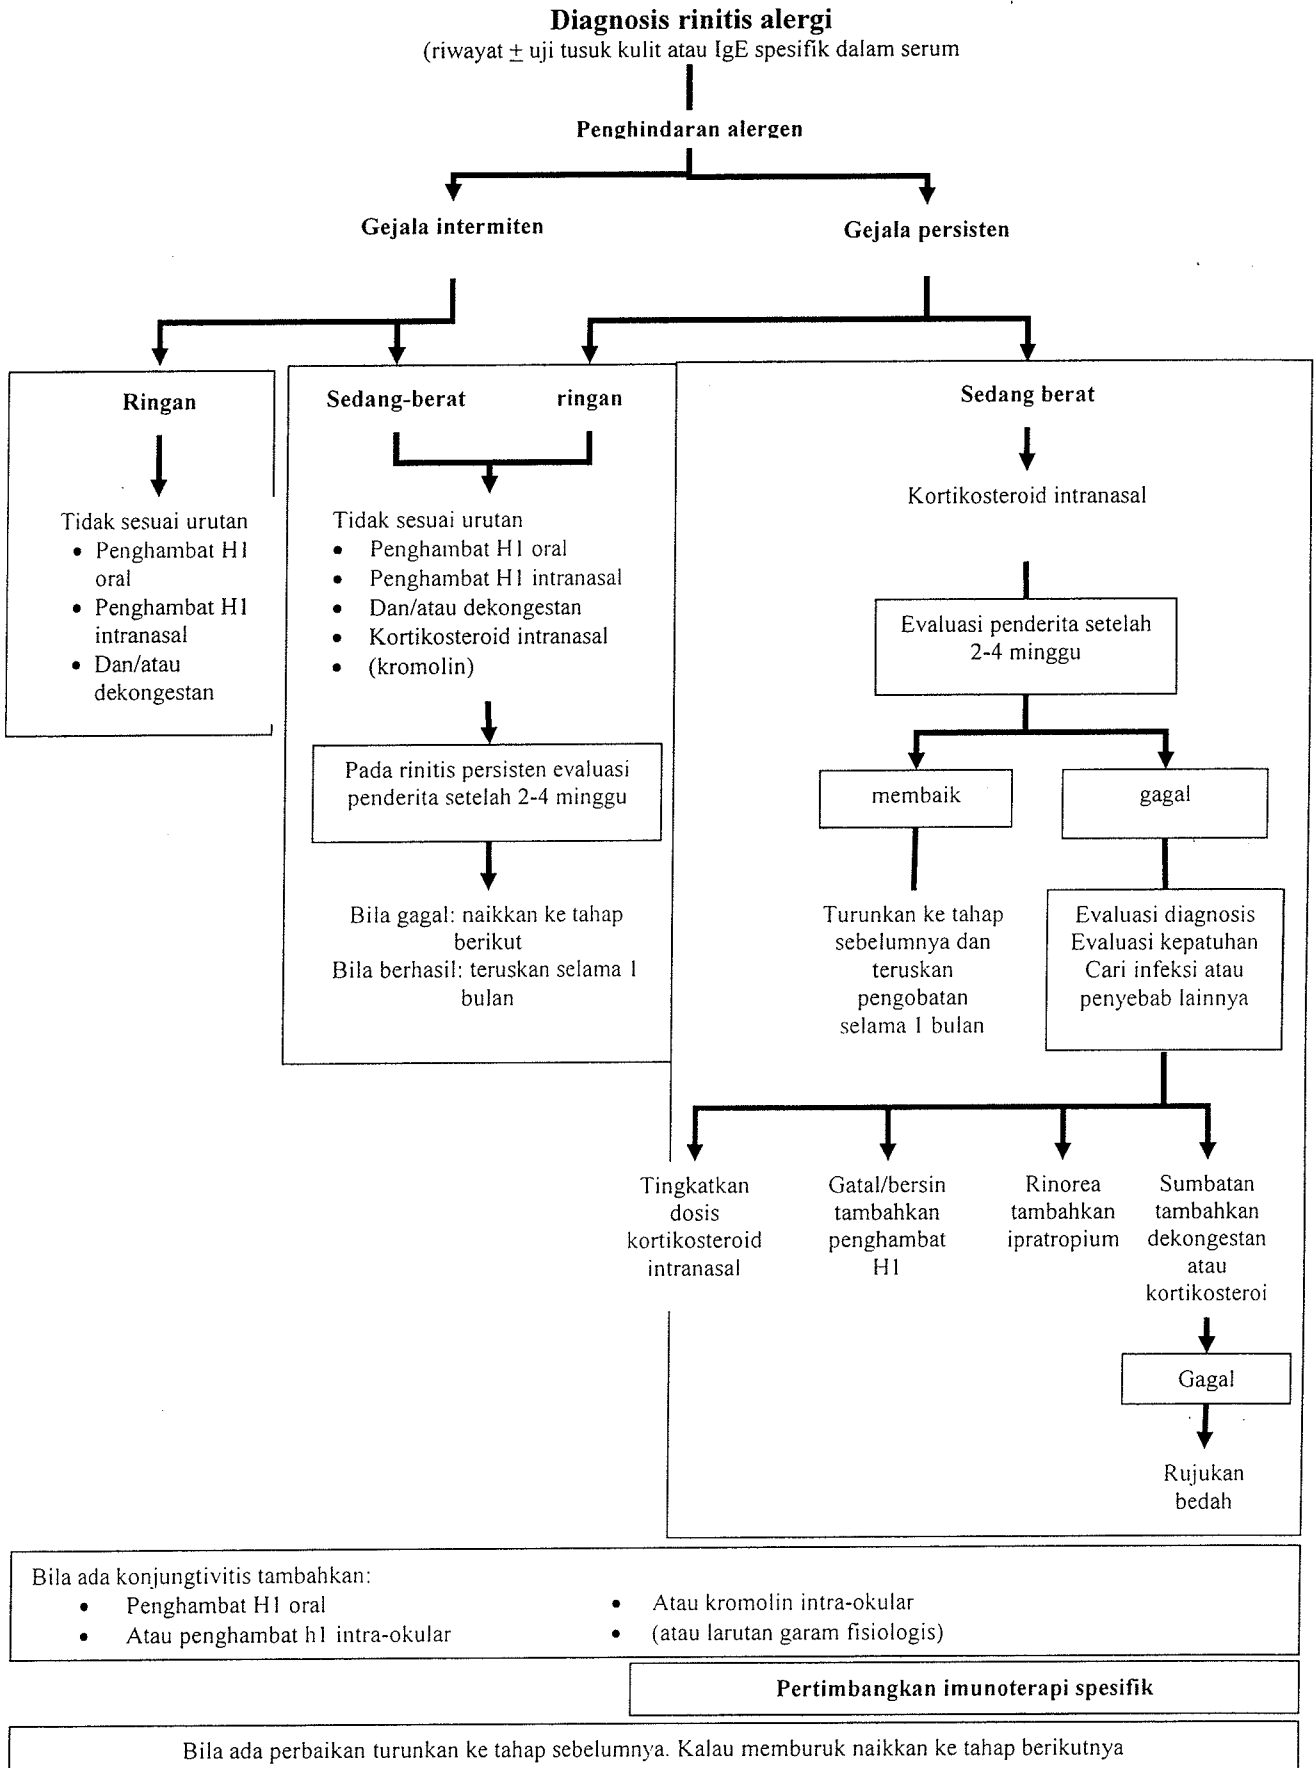 Diagnosis rinitis alergi
(riwayat ± uji tusuk kulit atau IgE spesifik dalam serum
Penghindaran alergen
Gejala intermiten
Gejala persisten
Ringan
Tidak sesuai urutan
• Penghambat H1
oral
• Penghambat H1
intranasal
• Dan/atau
dekongestan
Sedang-berat
ringan
Tidak sesuai urutan
• Penghambat H1 oral
• Penghambat H1 intranasal
• Dan/atau dekongestan
• Kortikosteroid intranasal
• (kromolin)
Pada rinitis persisten evaluasi
penderita setelah 2-4 minggu
Bila gagal: naikkan ke tahap
berikut
Bila berhasil: teruskan selama 1
bulan
Sedang berat
Kortikosteroid intranasal
Evaluasi penderita setelah
2-4 minggu
membaik
gagal
Turunkan ke tahap
sebelumnya dan
teruskan
pengobatan
selama 1 bulan
Evaluasi diagnosis
Evaluasi kepatuhan
Cari infeksi atau
penyebab lainnya
Tingkatkan
dosis
kortikosteroid
intranasal
Gatal/bersin
tambahkan
penghambat
H1
Rinorea
tambahkan
ipratropium
Sumbatan
tambahkan
dekongestan
atau
kortikosteroi
Gagal
Rujukan
bedah
Bila ada konjungtivitis tambahkan:
• Penghambat H1 oral
• Atau penghambat h1 intra-okular
• Atau kromolin intra-okular
• (atau larutan garam fisiologis)
Pertimbangkan imunoterapi spesifik
Bila ada perbaikan turunkan ke tahap sebelumnya. Kalau memburuk naikkan ke tahap berikutnya